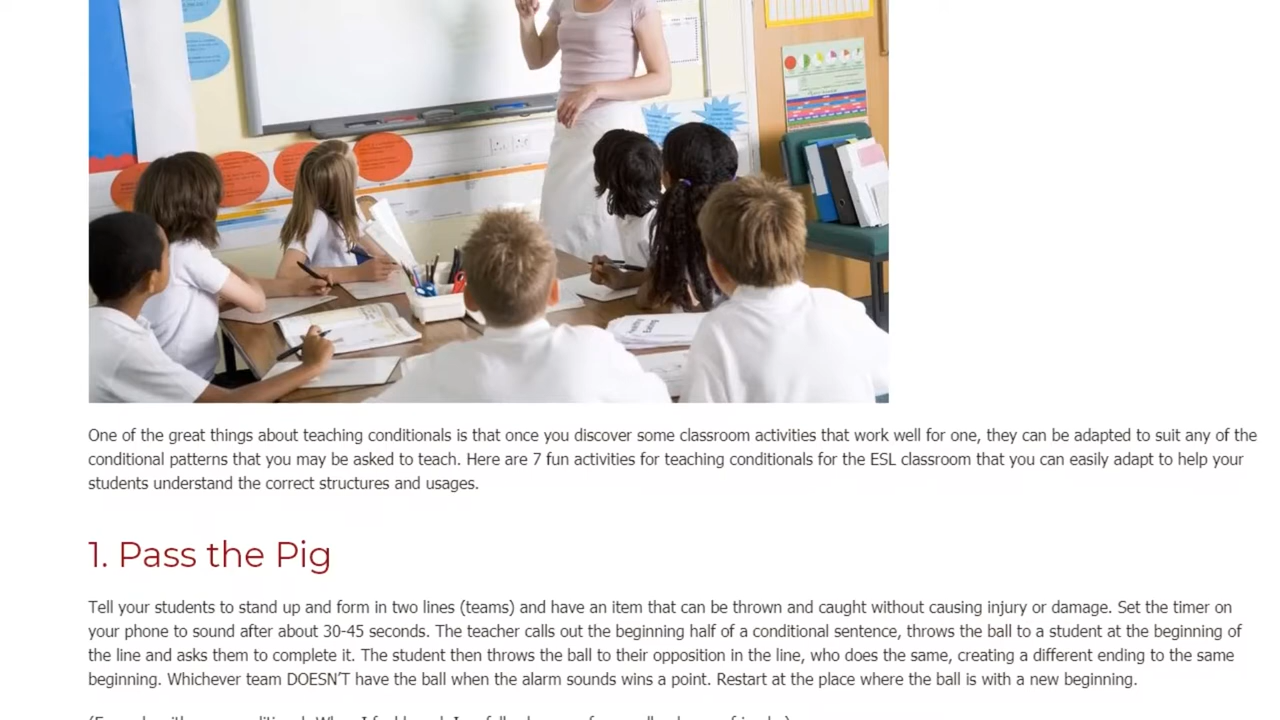 One of the great things about teaching conditionals is that once you discover some classroom activities that work well for one, they can be adapted to suit any of the
conditional patterns that you may be asked to teach. Here are 7 fun activities for teaching conditionals for the ESL classroom that you can easily adapt to help your
students understand the correct structures and usages.
1. Pass the Pig
Tell your students to stand up and form in two lines (teams) and have an item that can be thrown and caught without causing injury or damage. Set the timer on
your phone to sound after about 30-45 seconds. The teacher calls out the beginning half of a conditional sentence, throws the ball to a student at the beginning of
the line and asks them to complete it. The student then throws the ball to their opposition in the line, who does the same, creating a different ending to the same
beginning. Whichever team DOESN'T have the ball when the alarm sounds wins a point. Restart at the place where the ball is with a new beginning.